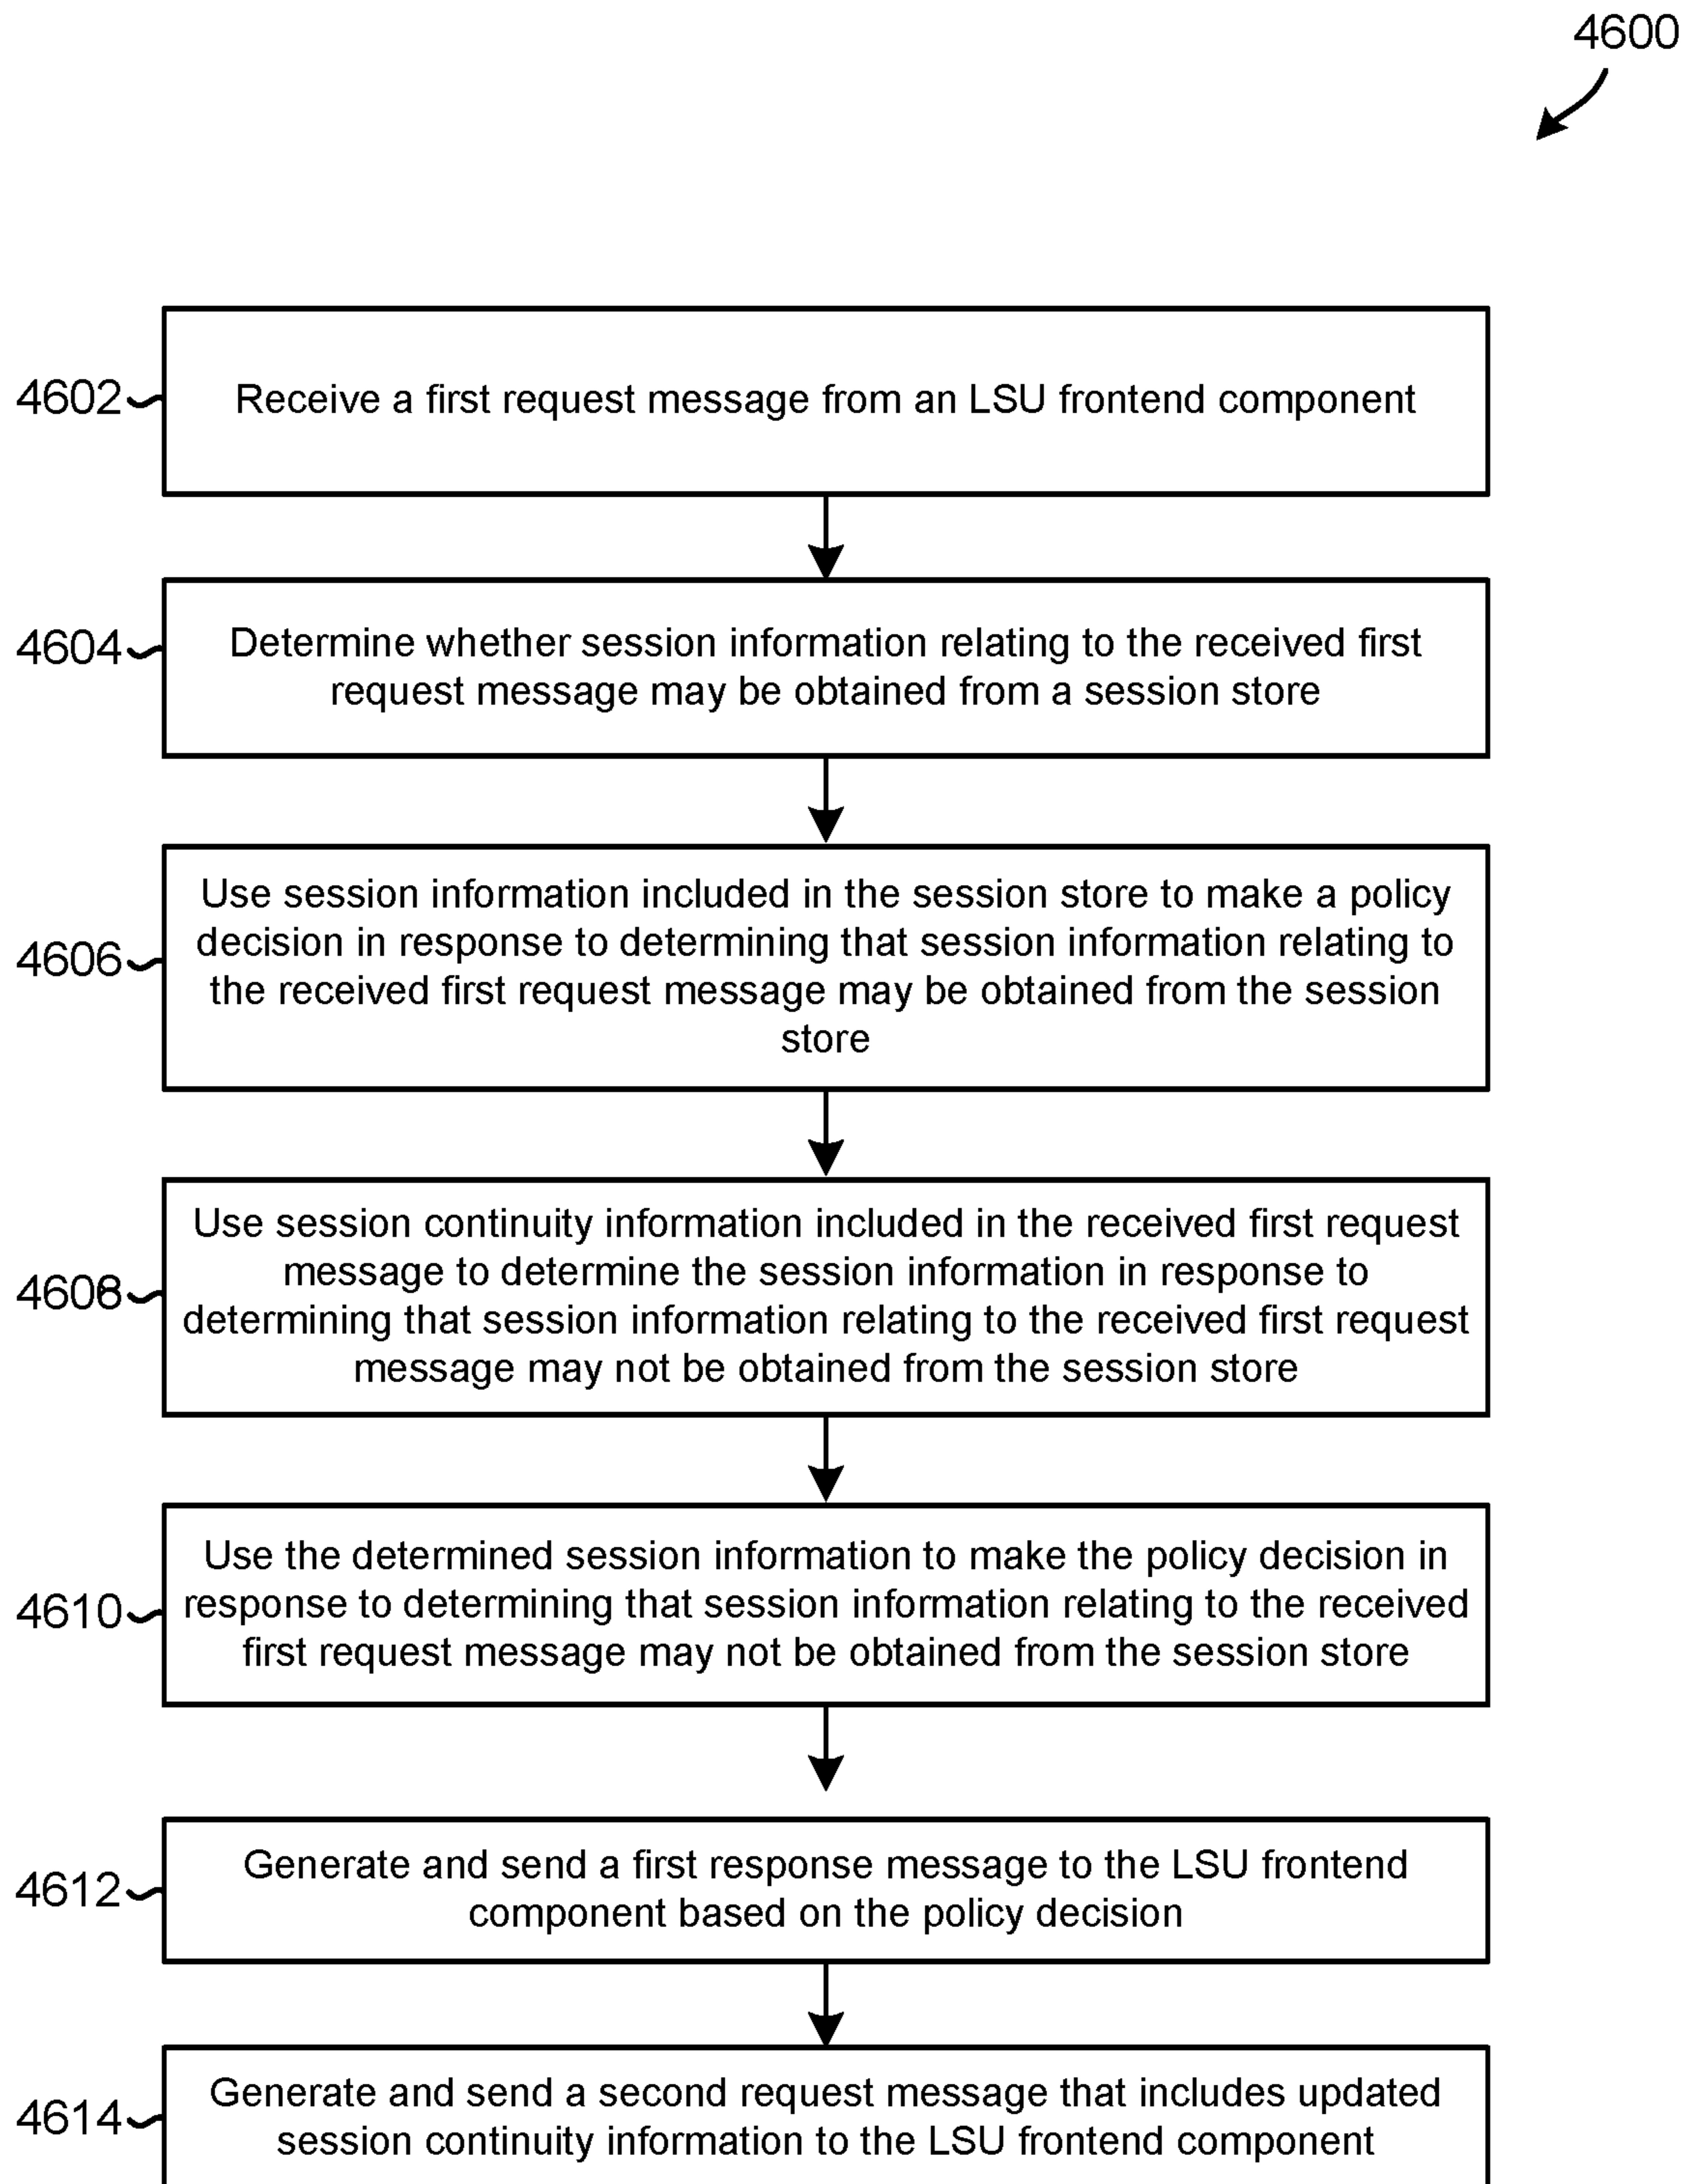 4600
4602
Receive a first request message from an LSU frontend component
4604
Determine whether session information relating to the received first
request message may be obtained from a session store
4606
Use session information included in the session store to make a policy
decision in response to determining that session information relating to
the received first request message may be obtained from the session
store
4608
Use session continuity information included in the received first request
message to determine the session information in response to
determining that session information relating to the received first request
message may not be obtained from the session store
4610
Use the determined session information to make the policy decision in
response to determining that session information relating to the received
first request message may not be obtained from the session store
4612
Generate and send a first response message to the LSU frontend
component based on the policy decision
4614
Generate and send a second request message that includes updated
session continuity information to the LSU frontend component